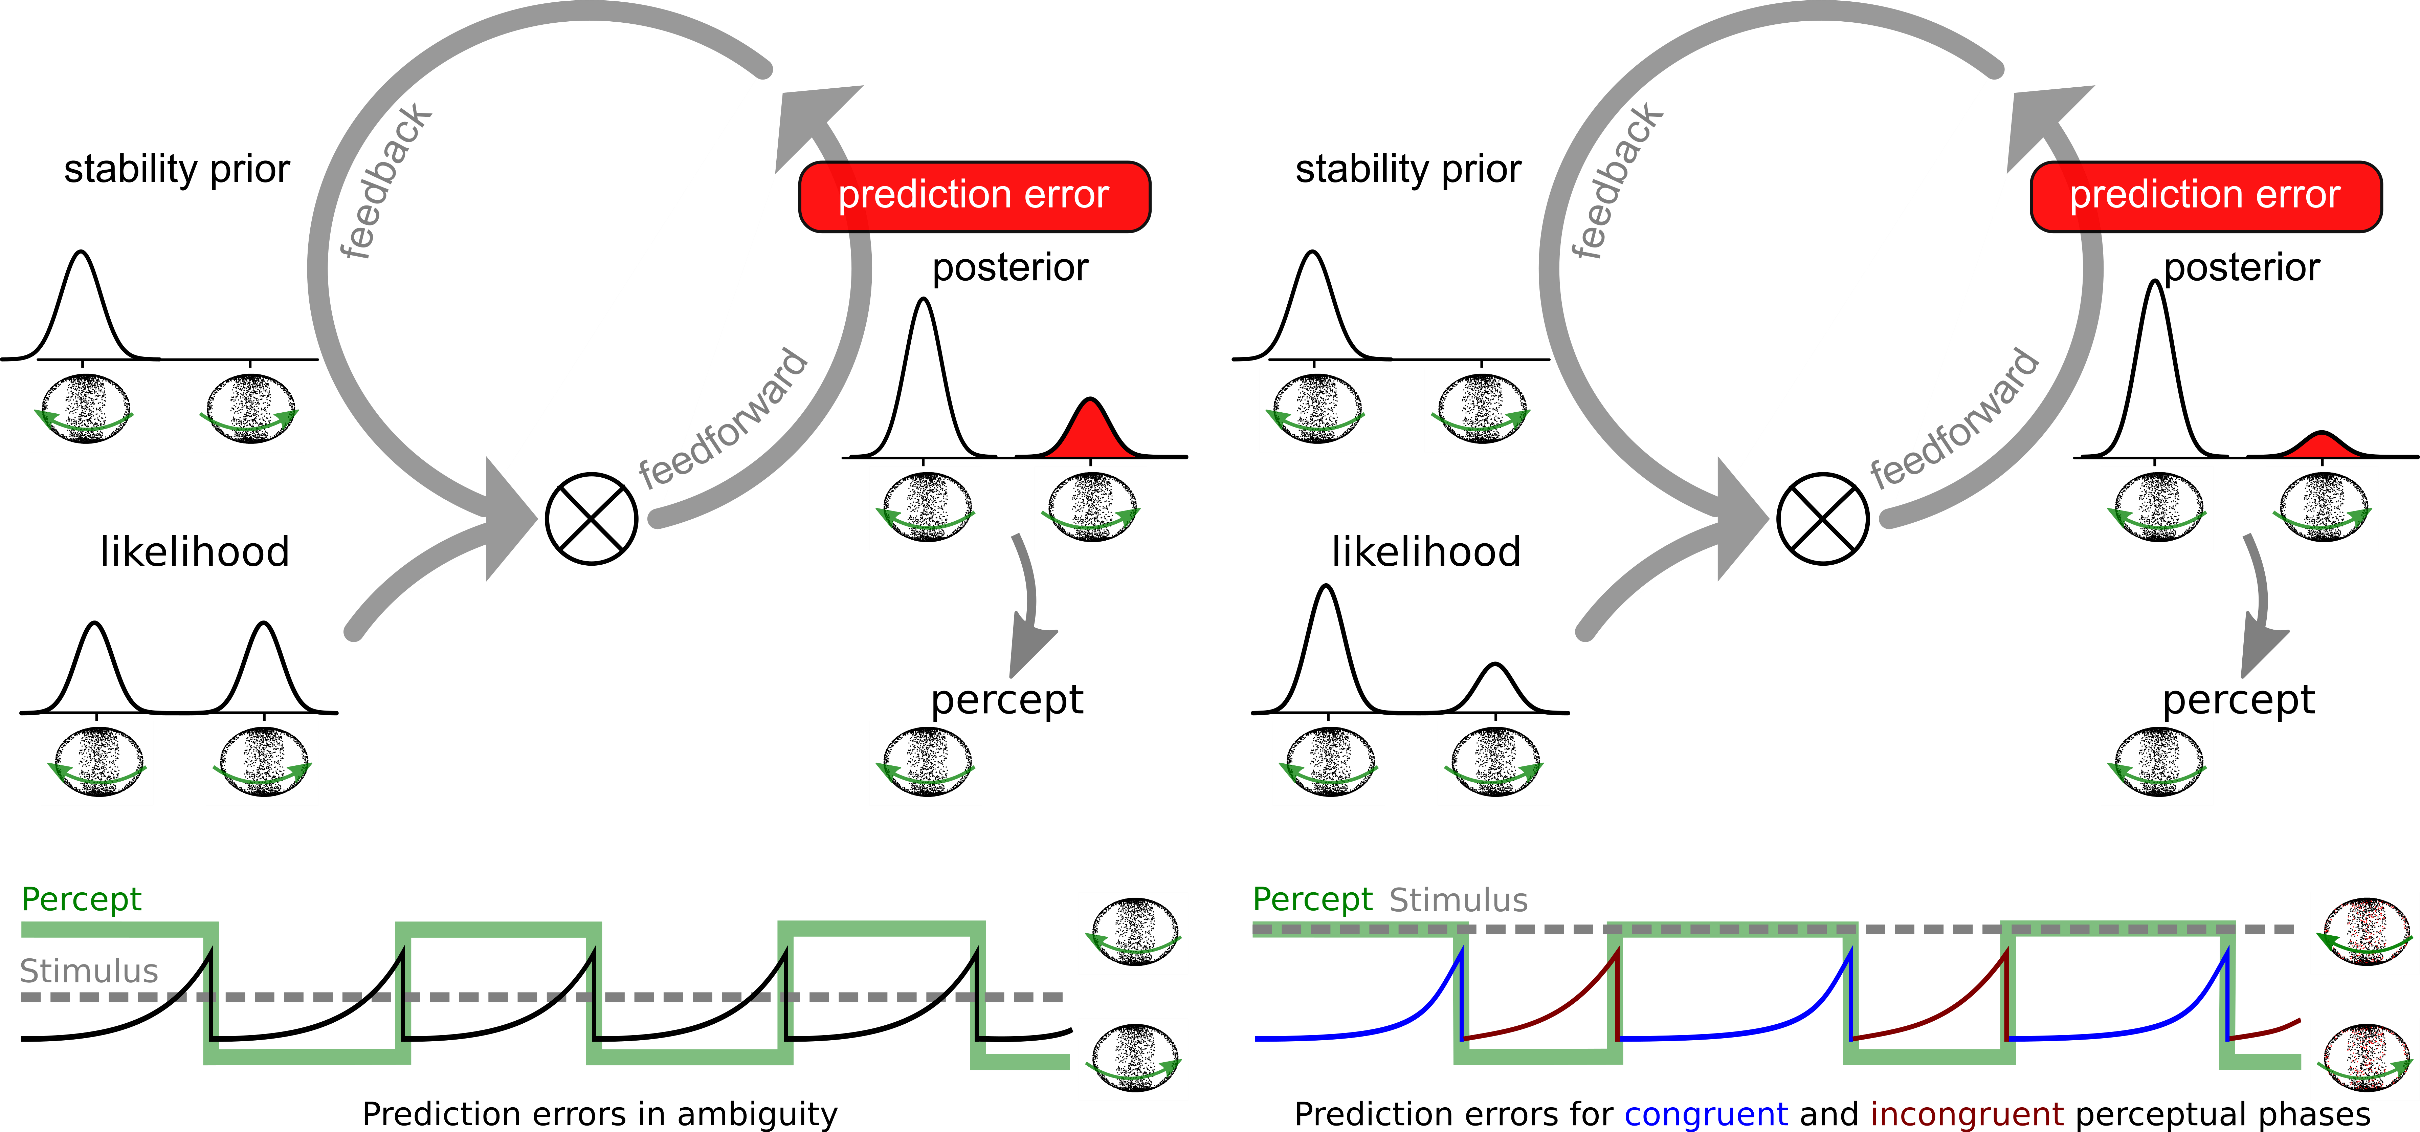 stability prior
feedback
prediction error
posterior
feedforward
likelihood
percept
Percept
Stimulus
Prediction errors in ambiguity
stability prior
feedback
prediction error
posterior
feedforward
likelihood
percept
Percept Stimulus
Prediction errors for congruent and incongruent perceptual phases